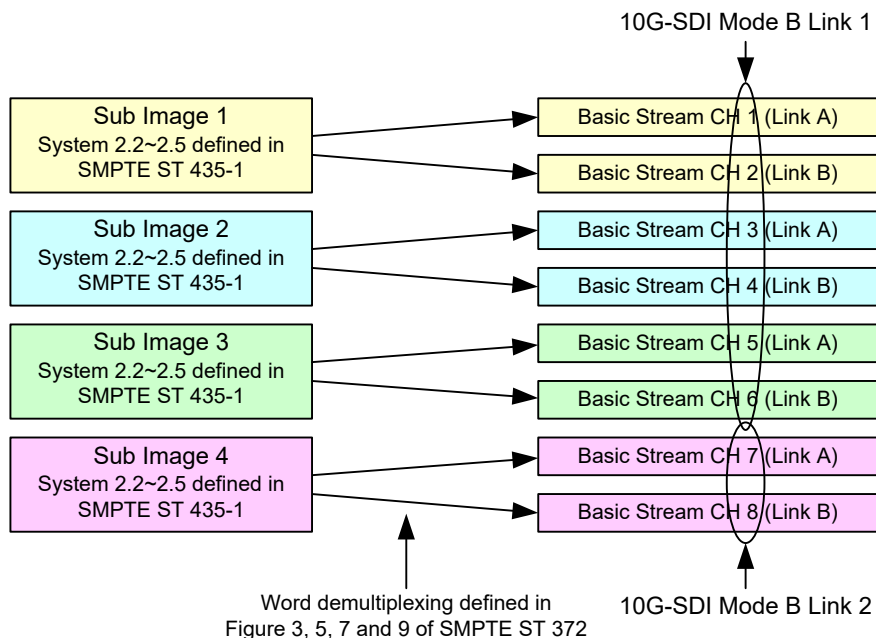 10G-SDI Mode B Link 1
Sub Image 1
System 2.2~2.5 defined in
SMPTE ST 435-1
Basic Stream CH 1 (Link A)
Basic Stream CH 2 (Link B)
Sub Image 2
System 2.2~2.5 defined in
SMPTE ST 435-1
Basic Stream CH 3 (Link A)
Basic Stream CH 4 (Link B)
Sub Image 3
System 2.2~2.5 defined in
SMPTE ST 435-1
Basic Stream CH 5 (Link A)
Basic Stream CH 6 (Link B)
Sub Image 4
System 2.2~2.5 defined in
SMPTE ST 435-1
Basic Stream CH 7 (Link A)
Basic Stream CH 8 (Link B)
Word demultiplexing defined in
Figure 3, 5, 7 and 9 of SMPTE ST 372
10G-SDI Mode B Link 2